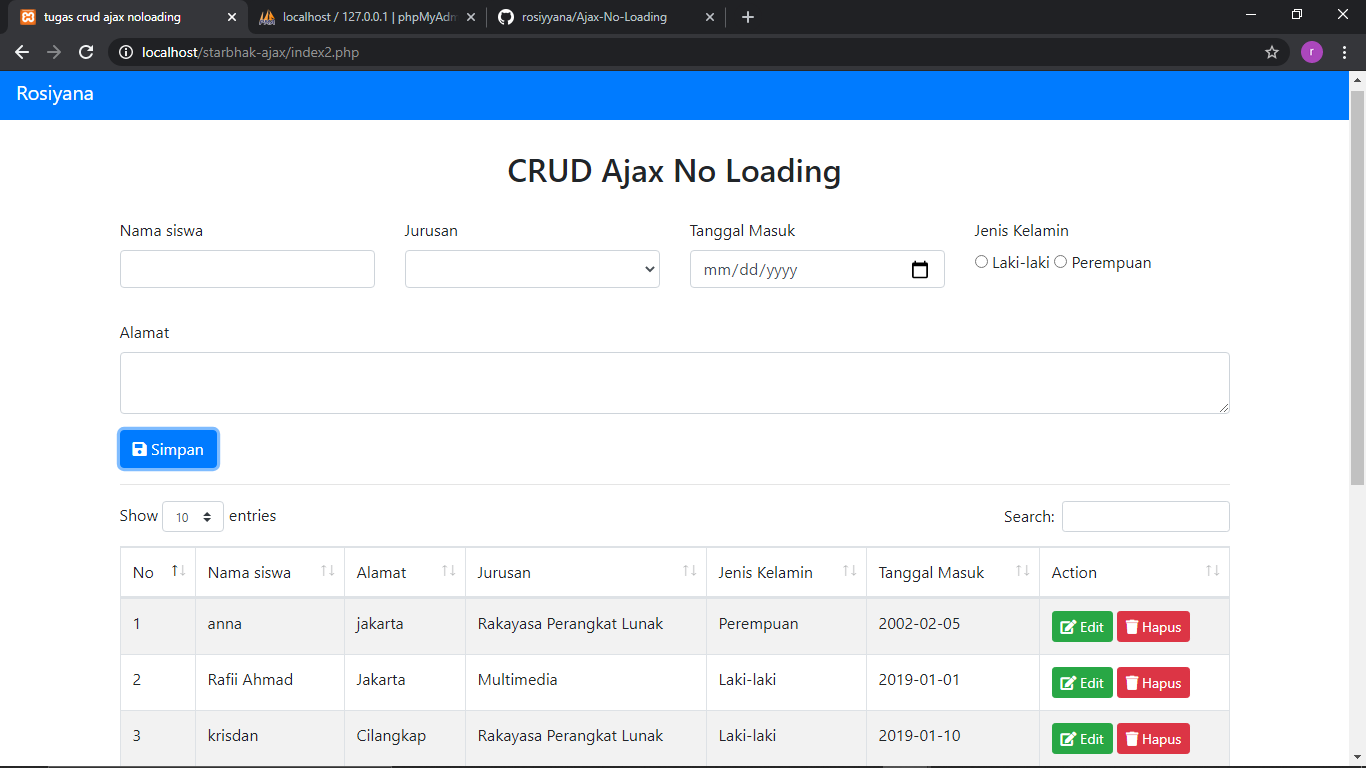 tugas crud ajax noloading
localhost / 127.0.0.1 | phpMyAdm
rosiyyana/Ajax-No-Loading
localhost/starbhak-ajax/index2.php
r
Rosiyana
CRUD Ajax No Loading
Nama siswa Jurusan Tanggal Masuk Jenis Kelamin
mm/dd/yyyy Laki-laki Perempuan
Alamat
Simpan
Show 10 entries Search:
No Nama siswa Alamat Jurusan Jenis Kelamin Tanggal Masuk Action
1 anna jakarta Rakayasa Perangkat Lunak Perempuan 2002-02-05 Edit Hapus
2 Rafii Ahmad Jakarta Multimedia Laki-laki 2019-01-01 Edit Hapus
3 krisdan Cilangkap Rakayasa Perangkat Lunak Laki-laki 2019-01-10 Edit Hapus